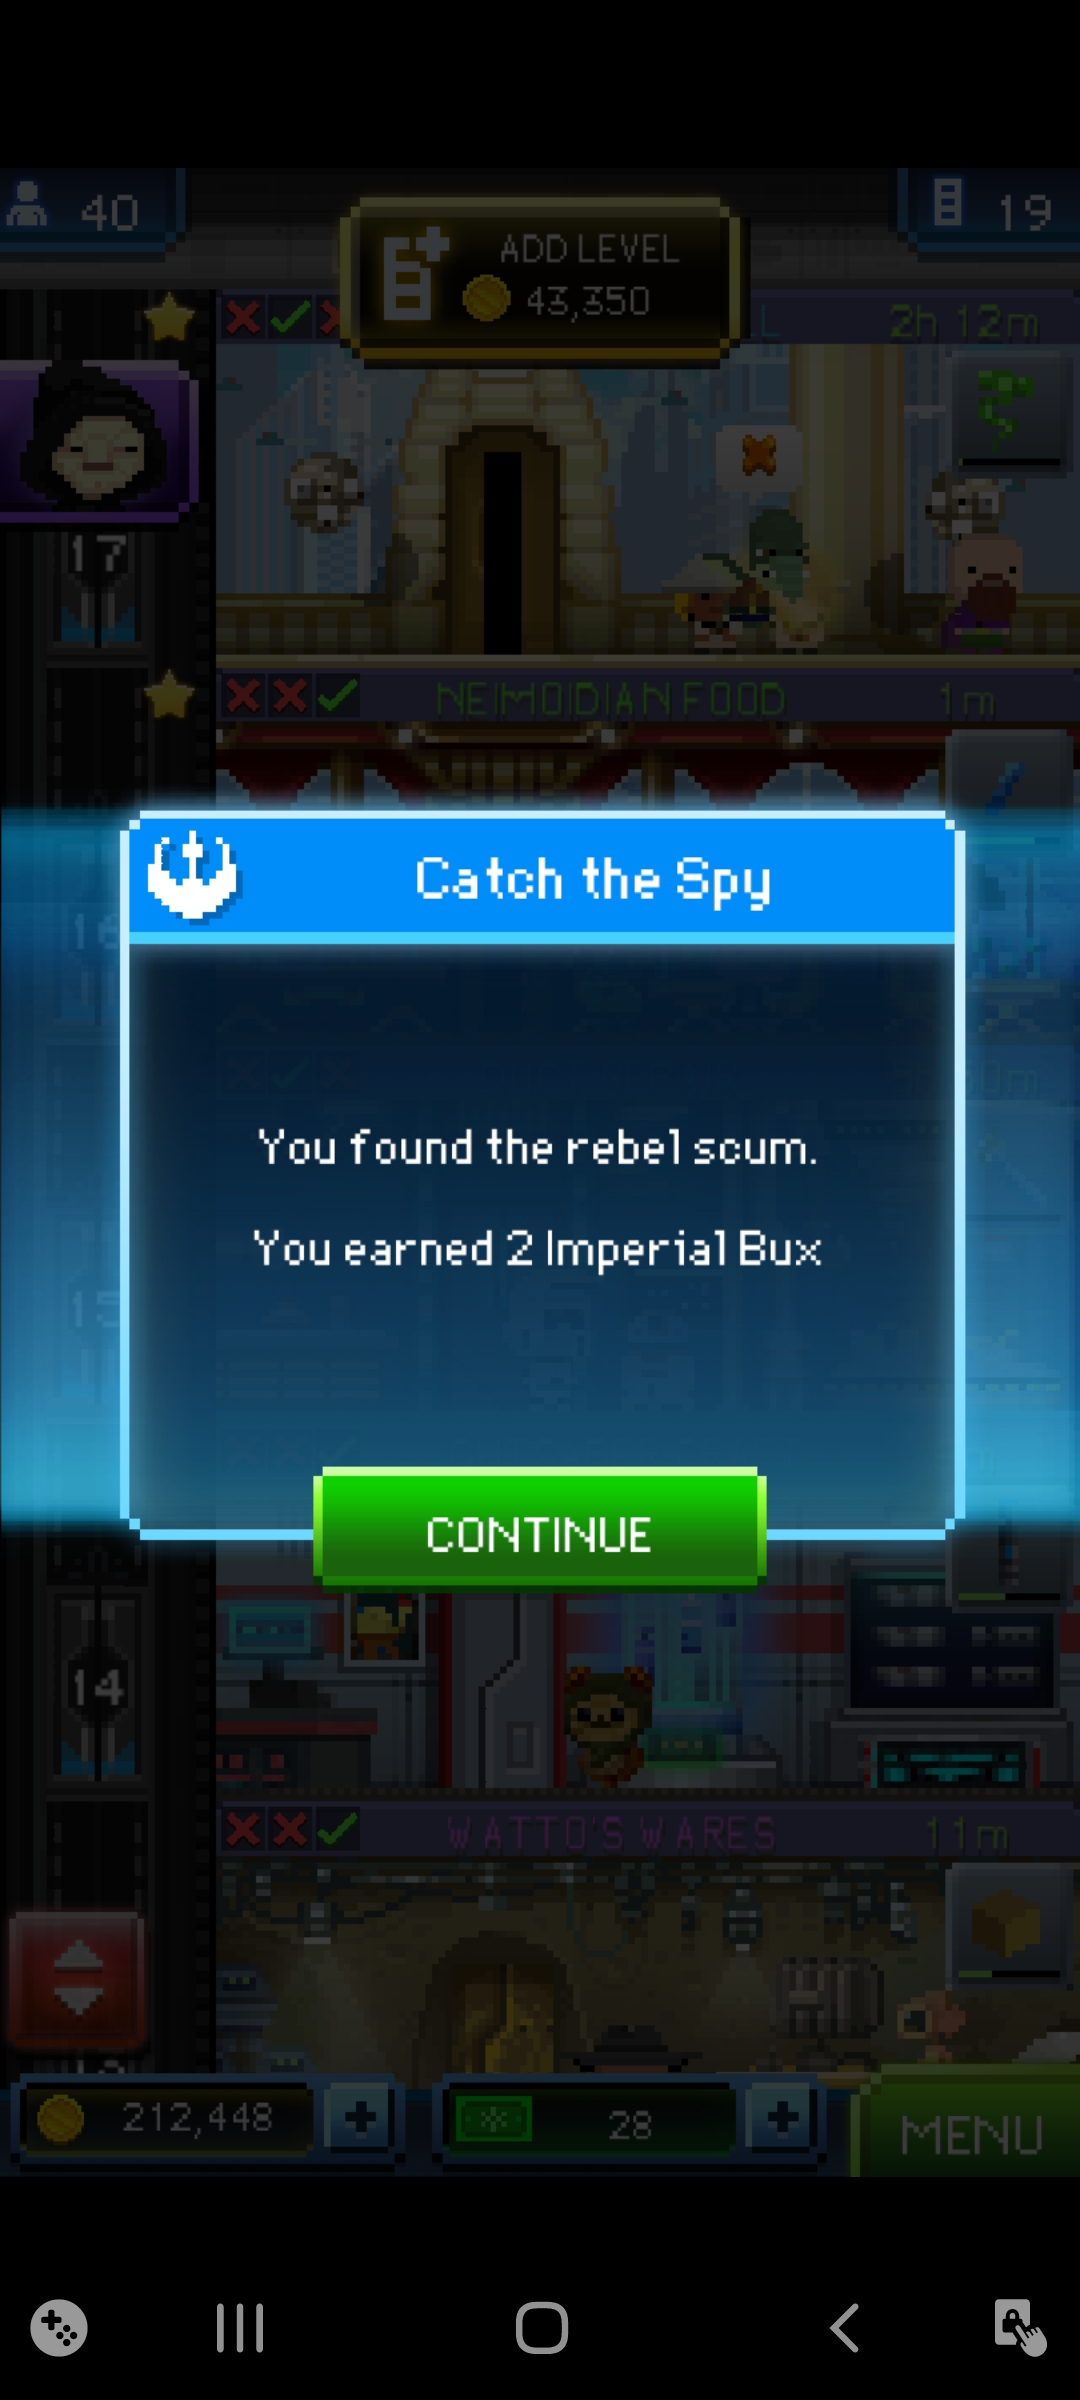 40
19
ADD LEVEL
43,350
2h 12m
17
NEIMOIDIAN FOOD
1m
Catch the Spy
You found the rebel scum.
You earned 2 Imperial Bux
15
CONTINUE
14
WATTO'S WARES
11m
212,448
28
MENU